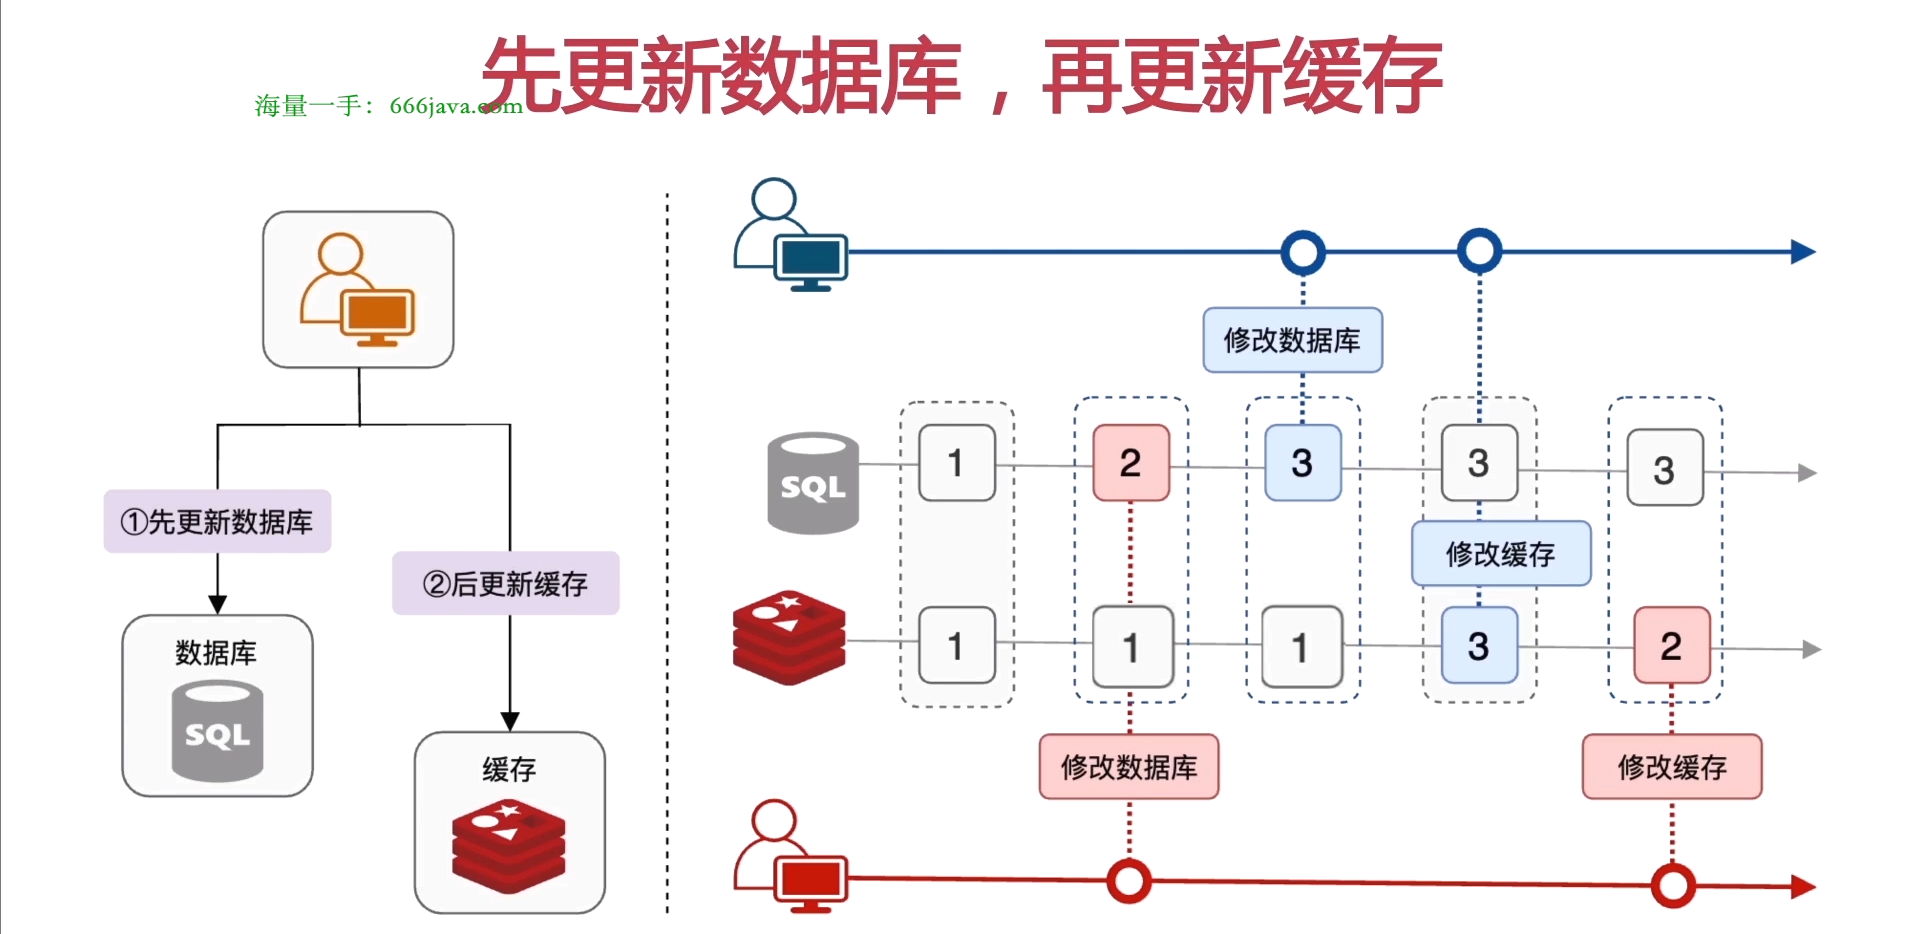 先更新数据库，再更新缓存
海量一手：666java.com
①先更新数据库
②后更新缓存
数据库
SQL
缓存
修改数据库
SQL
1
2
3
3
3
修改缓存
1
1
1
3
2
修改数据库
修改缓存